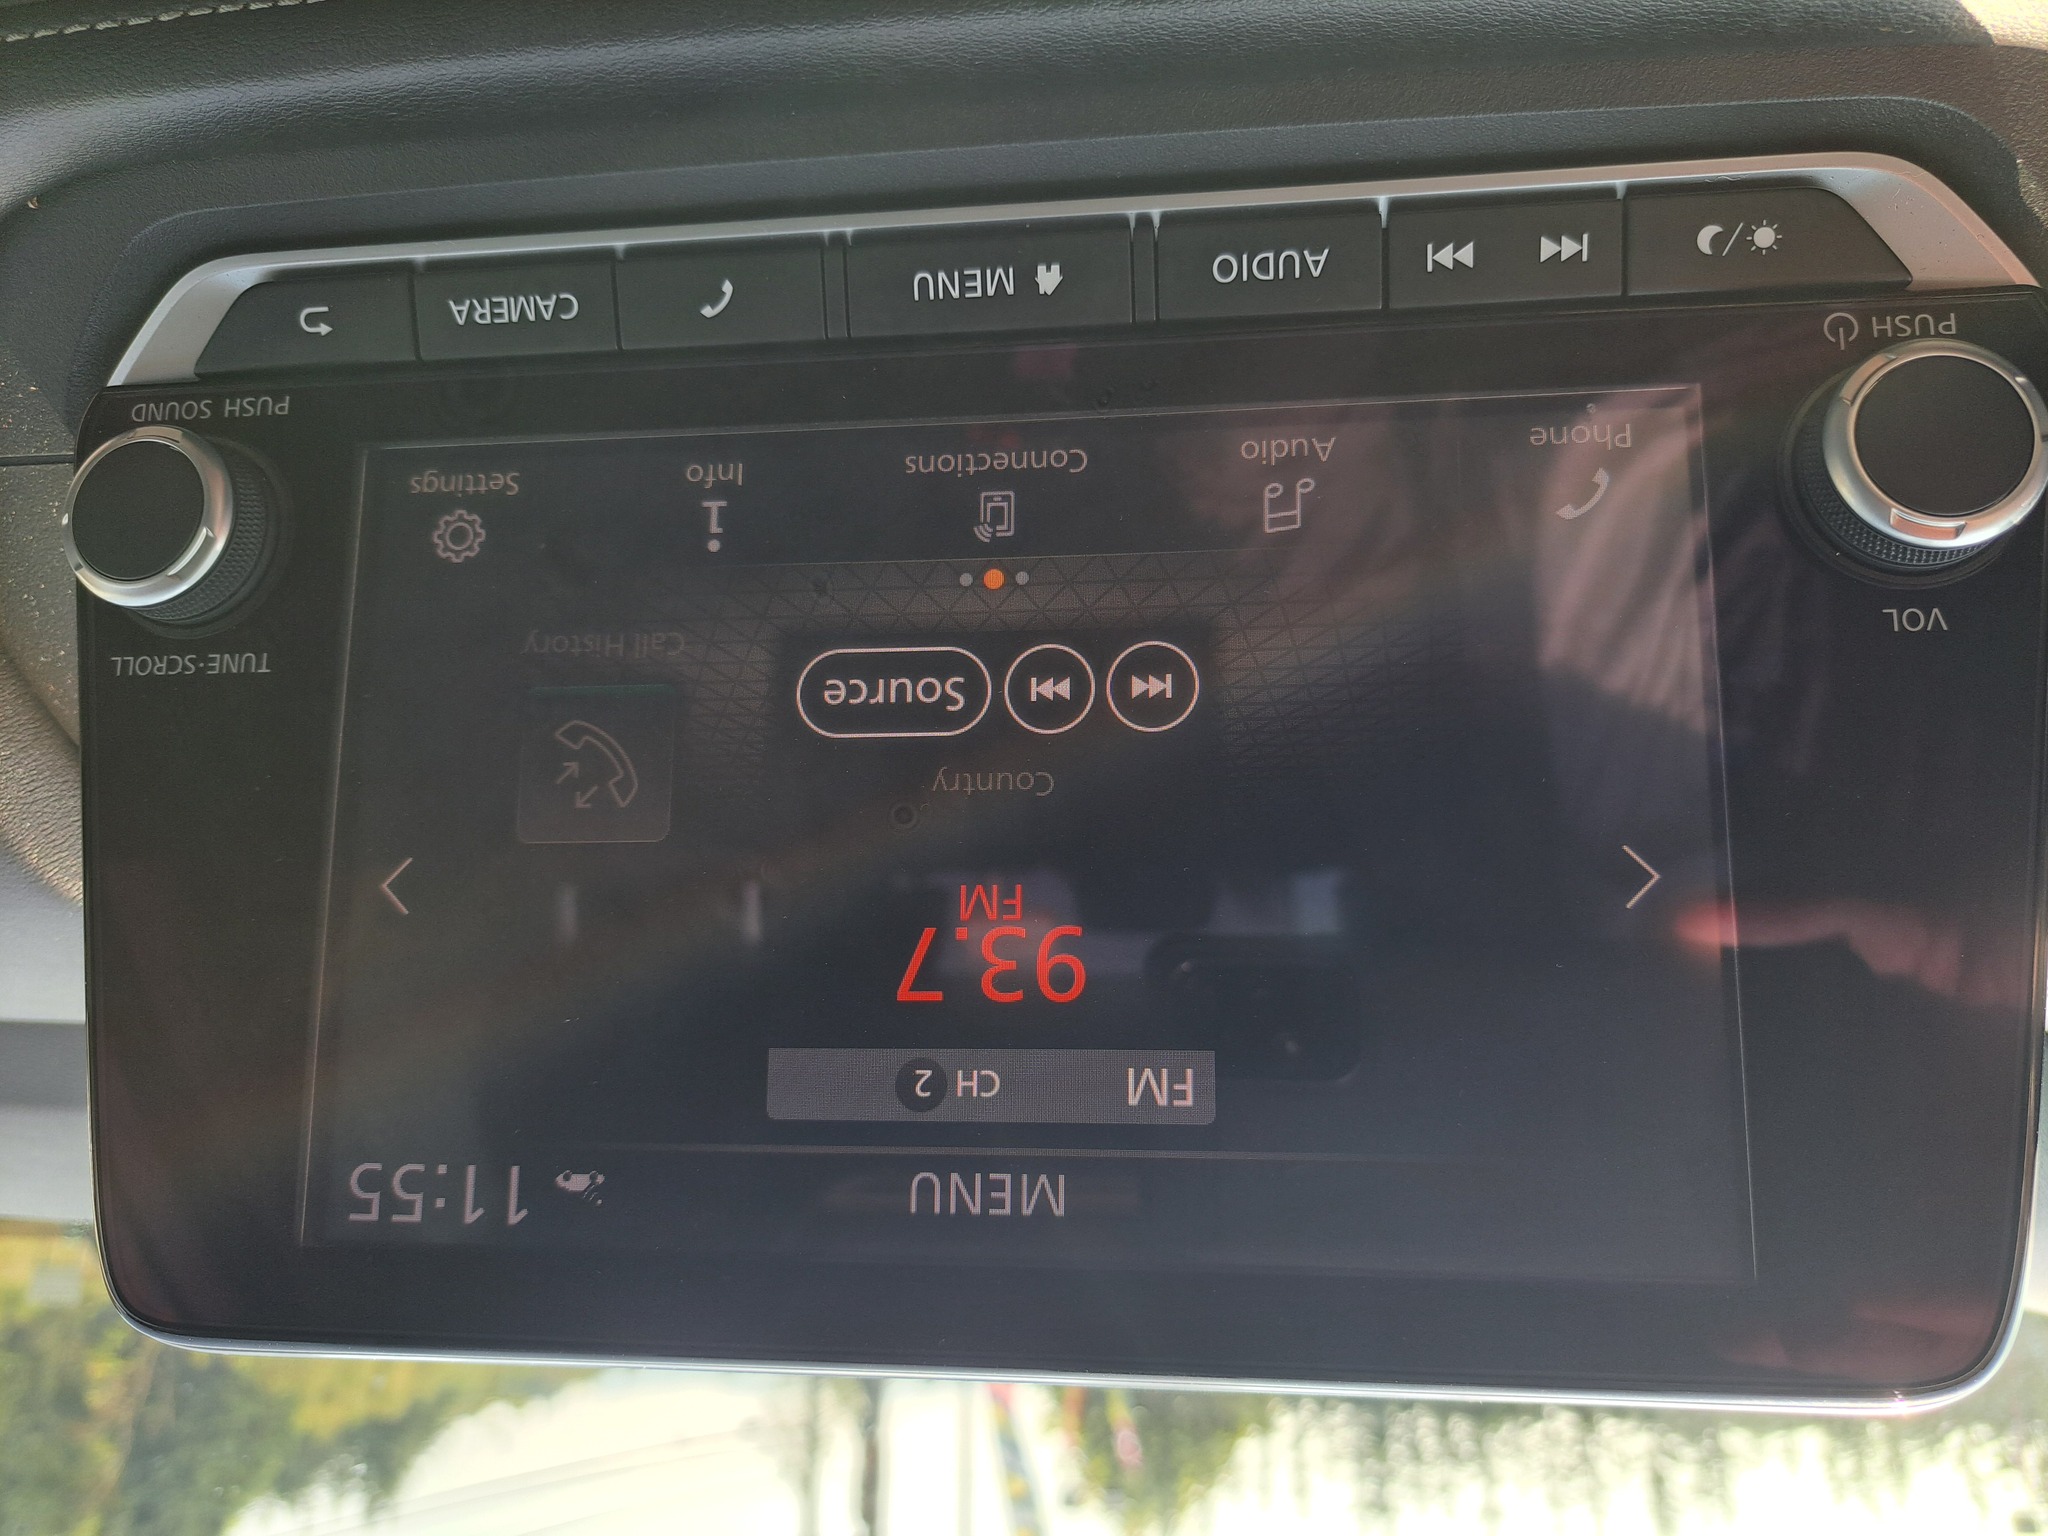 MENU
11:55
FM CH 2
93.7
FM
Country
Source
Call History
Phone
Audio
Connections
Info
Settings
VOL
PUSH
TUNE·SCROLL
PUSH SOUND
AUDIO
MENU
CAMERA